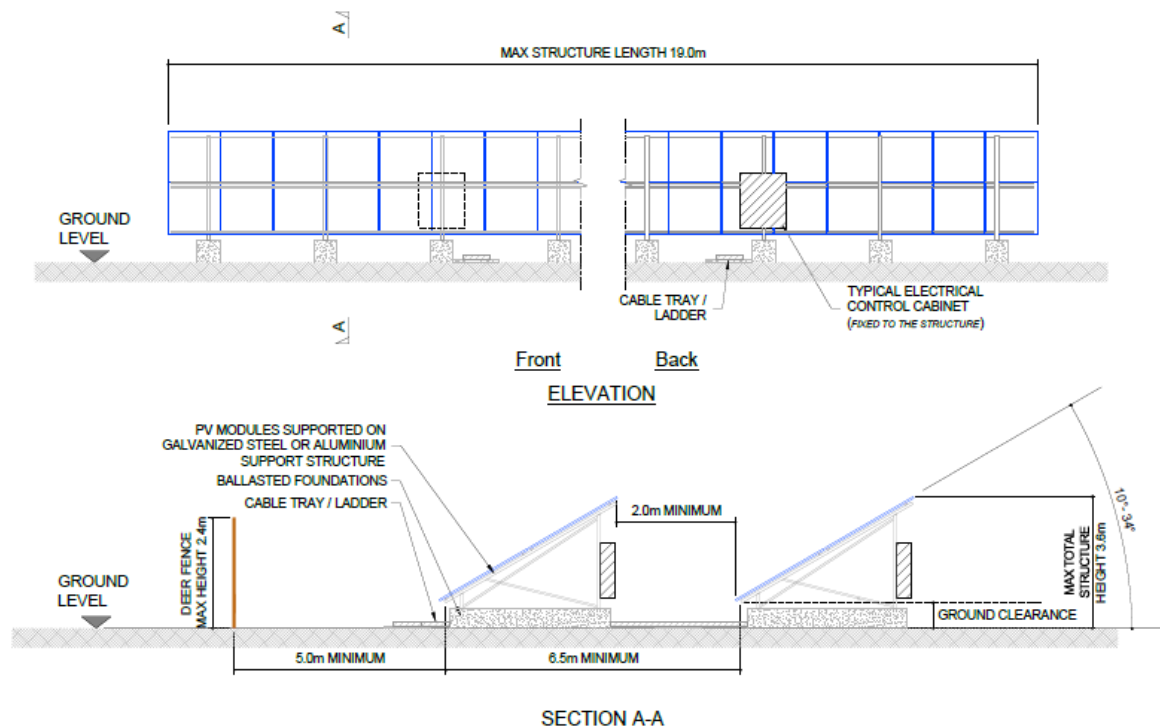 A
MAX STRUCTURE LENGTH 19.0m
GROUND
LEVEL
CABLE TRAY /
LADDER
TYPICAL ELECTRICAL
CONTROL CABINET
(FIXED TO THE STRUCTURE)
A
Front
Back
ELEVATION
PV MODULES SUPPORTED ON
GALVANIZED STEEL OR ALUMINIUM
SUPPORT STRUCTURE
BALLASTED FOUNDATIONS
CABLE TRAY / LADDER
2.0m MINIMUM
10°- 34°
DEER FENCE
MAX HEIGHT 2.4m
MAX TOTAL
STRUCTURE
HEIGHT 3.6m
GROUND
LEVEL
GROUND CLEARANCE
5.0m MINIMUM
6.5m MINIMUM
SECTION A-A